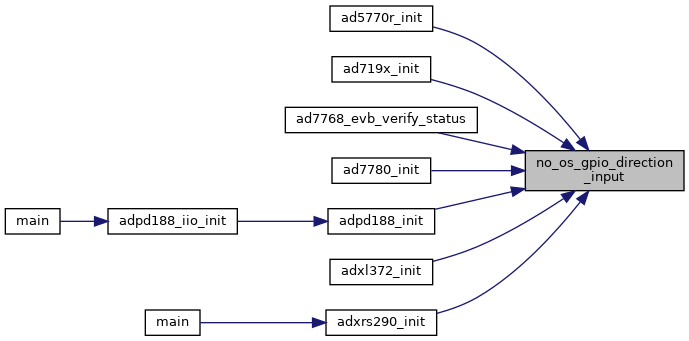 ad5770r_init
ad719x_init
ad7768_evb_verify_status
no_os_gpio_direction
_input
ad7780_init
main
adpd188_iio_init
adpd188_init
adxl372_init
main
adxrs290_init